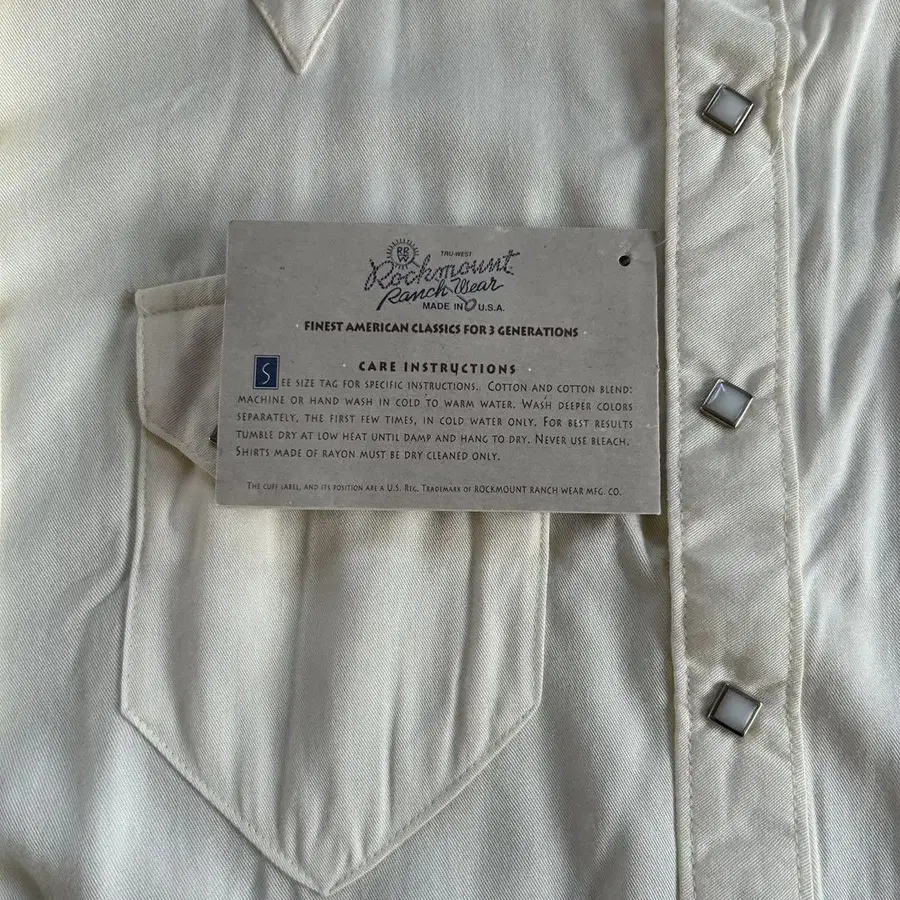 RRW
TRU-WEST
Rockmount
Ranch Wear
MADE IN U.S.A.
· FINEST AMERICAN CLASSICS FOR 3 GENERATIONS ·
· CARE INSTRUCTIONS ·
SEE SIZE TAG FOR SPECIFIC INSTRUCTIONS. COTTON AND COTTON BLEND:
MACHINE OR HAND WASH IN COLD TO WARM WATER. WASH DEEPER COLORS
SEPARATELY, THE FIRST FEW TIMES, IN COLD WATER ONLY. FOR BEST RESULTS
TUMBLE DRY AT LOW HEAT UNTIL DAMP AND HANG TO DRY. NEVER USE BLEACH.
SHIRTS MADE OF RAYON MUST BE DRY CLEANED ONLY.
THE CUFF LABEL, AND ITS POSITION ARE A U.S. REG. TRADEMARK OF ROCKMOUNT RANCH WEAR MFG. CO.